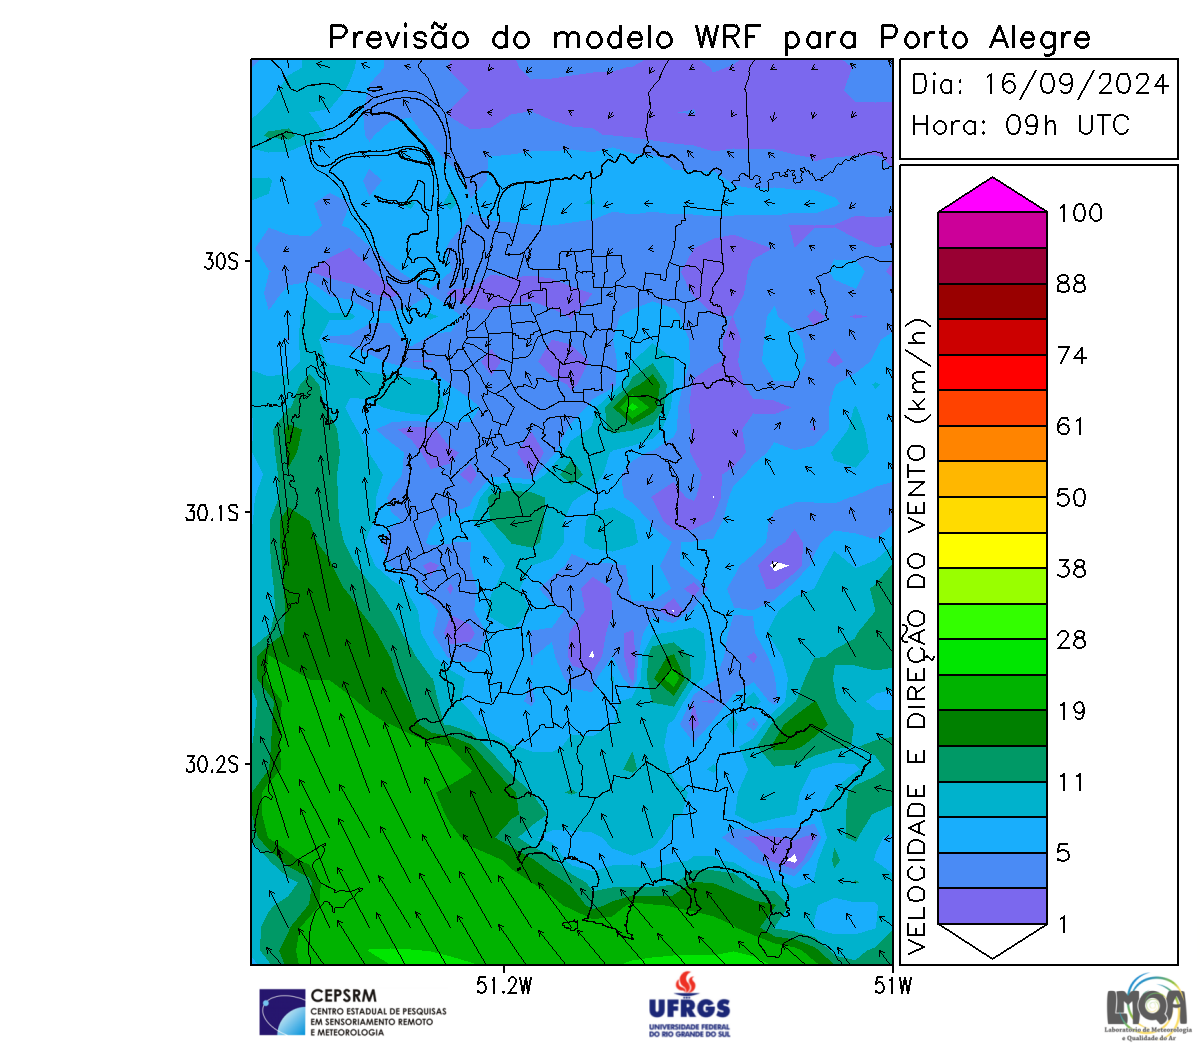 Previsão do modelo WRF para Porto Alegre
Dia: 16/09/2024
Hora: 09h UTC
30S
30.1S
30.2S
51.2W
51W
VELOCIDADE E DIREÇÃO DO VENTO (km/h)
100
88
74
61
50
38
28
19
11
5
1
CEPSRM
CENTRO ESTADUAL DE PESQUISAS
EM SENSORIAMENTO REMOTO
E METEOROLOGIA
UFRGS
UNIVERSIDADE FEDERAL
DO RIO GRANDE DO SUL
LMQA
Laboratório de Meteorologia
e Qualidade do Ar